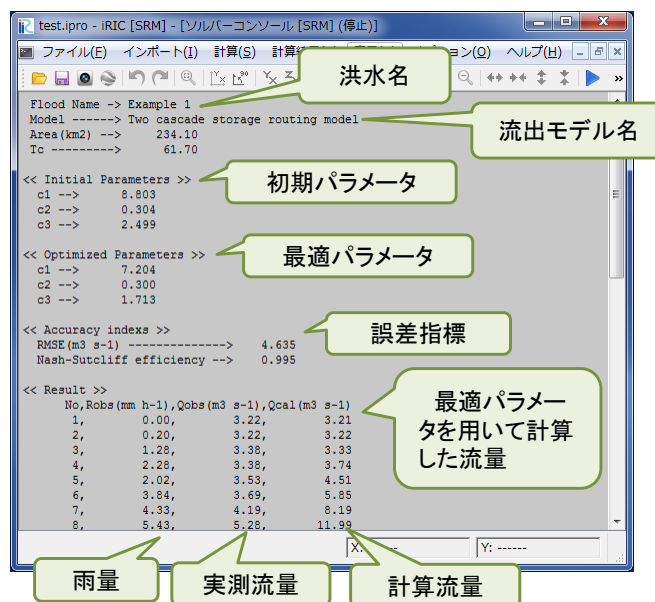 test.ipro - iRIC [SRM] - [ソルバーコンソール [SRM] (停止)]
ファイル(F) インポート(I) 計算(S) ション(O) ヘルプ(H)
洪水名
Flood Name -> Example 1
Model ------> Two cascade storage routing model
流出モデル名
Area(km2) --> 234.10
Tc ---------> 61.70
<< Initial Parameters >>
初期パラメータ
c1--> 8.803
c2 --> 0.304
c3 --> 2.499
<< Optimized Parameters >>
最適パラメータ
c1 --> 7.204
c2 --> 0.300
c3 --> 1.713
<< Accuracy indexs >>
誤差指標
RMSE(m3 s-1) --------------> 4.635
Nash-Sutcliff efficiency --> 0.995
<< Result >>
No,Robs(mm h-1),Qobs(m3 s-1),Qcal(m3 s-1)
1, 0.00, 3.22, 3.21
2, 0.20, 3.22, 3.22
3, 1.28, 3.38, 3.33
4, 2.28, 3.38, 3.74
5, 2.02, 3.53, 4.51
6, 3.84, 3.69, 5.85
7, 4.33, 4.19, 8.19
8, 5.43, 5.28, 11.99
最適パラメー
タを用いて計算
した流量
X: ------ Y: ------
雨量
実測流量
計算流量